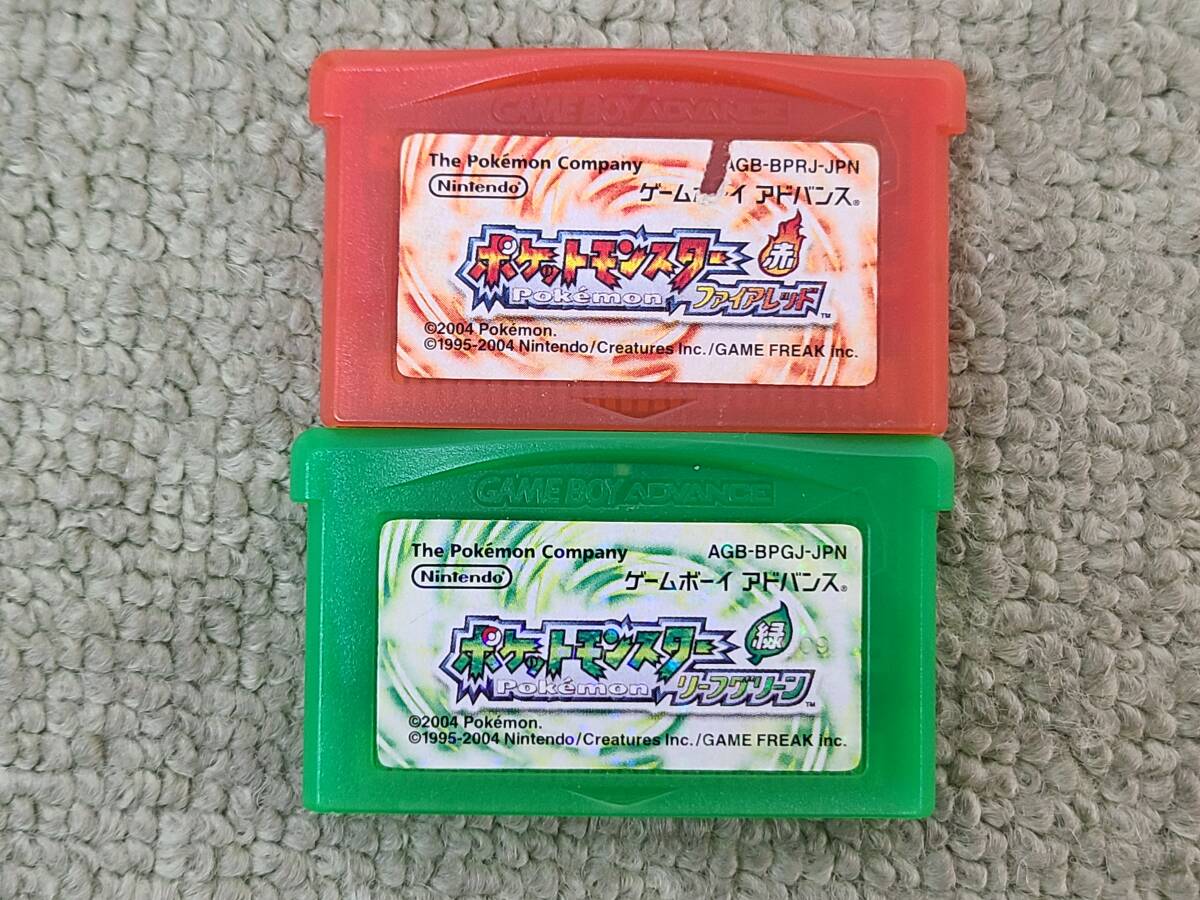 GAME BOY ADVANCE
The Pokémon Company AGB-BPRJ-JPN
Nintendo ゲーム イ アドバンス®
ポケットモンスター 赤
Pokémon ファイアレッド™
©2004 Pokémon.
©1995-2004 Nintendo/Creatures Inc./GAME FREAK inc.
GAME BOY ADVANCE
The Pokémon Company AGB-BPGJ-JPN
Nintendo® ゲームボーイ アドバンス®
ポケットモンスター 緑
09
Pokémon リーフグリーン™
©2004 Pokémon.
©1995-2004 Nintendo/Creatures Inc./GAME FREAK inc.